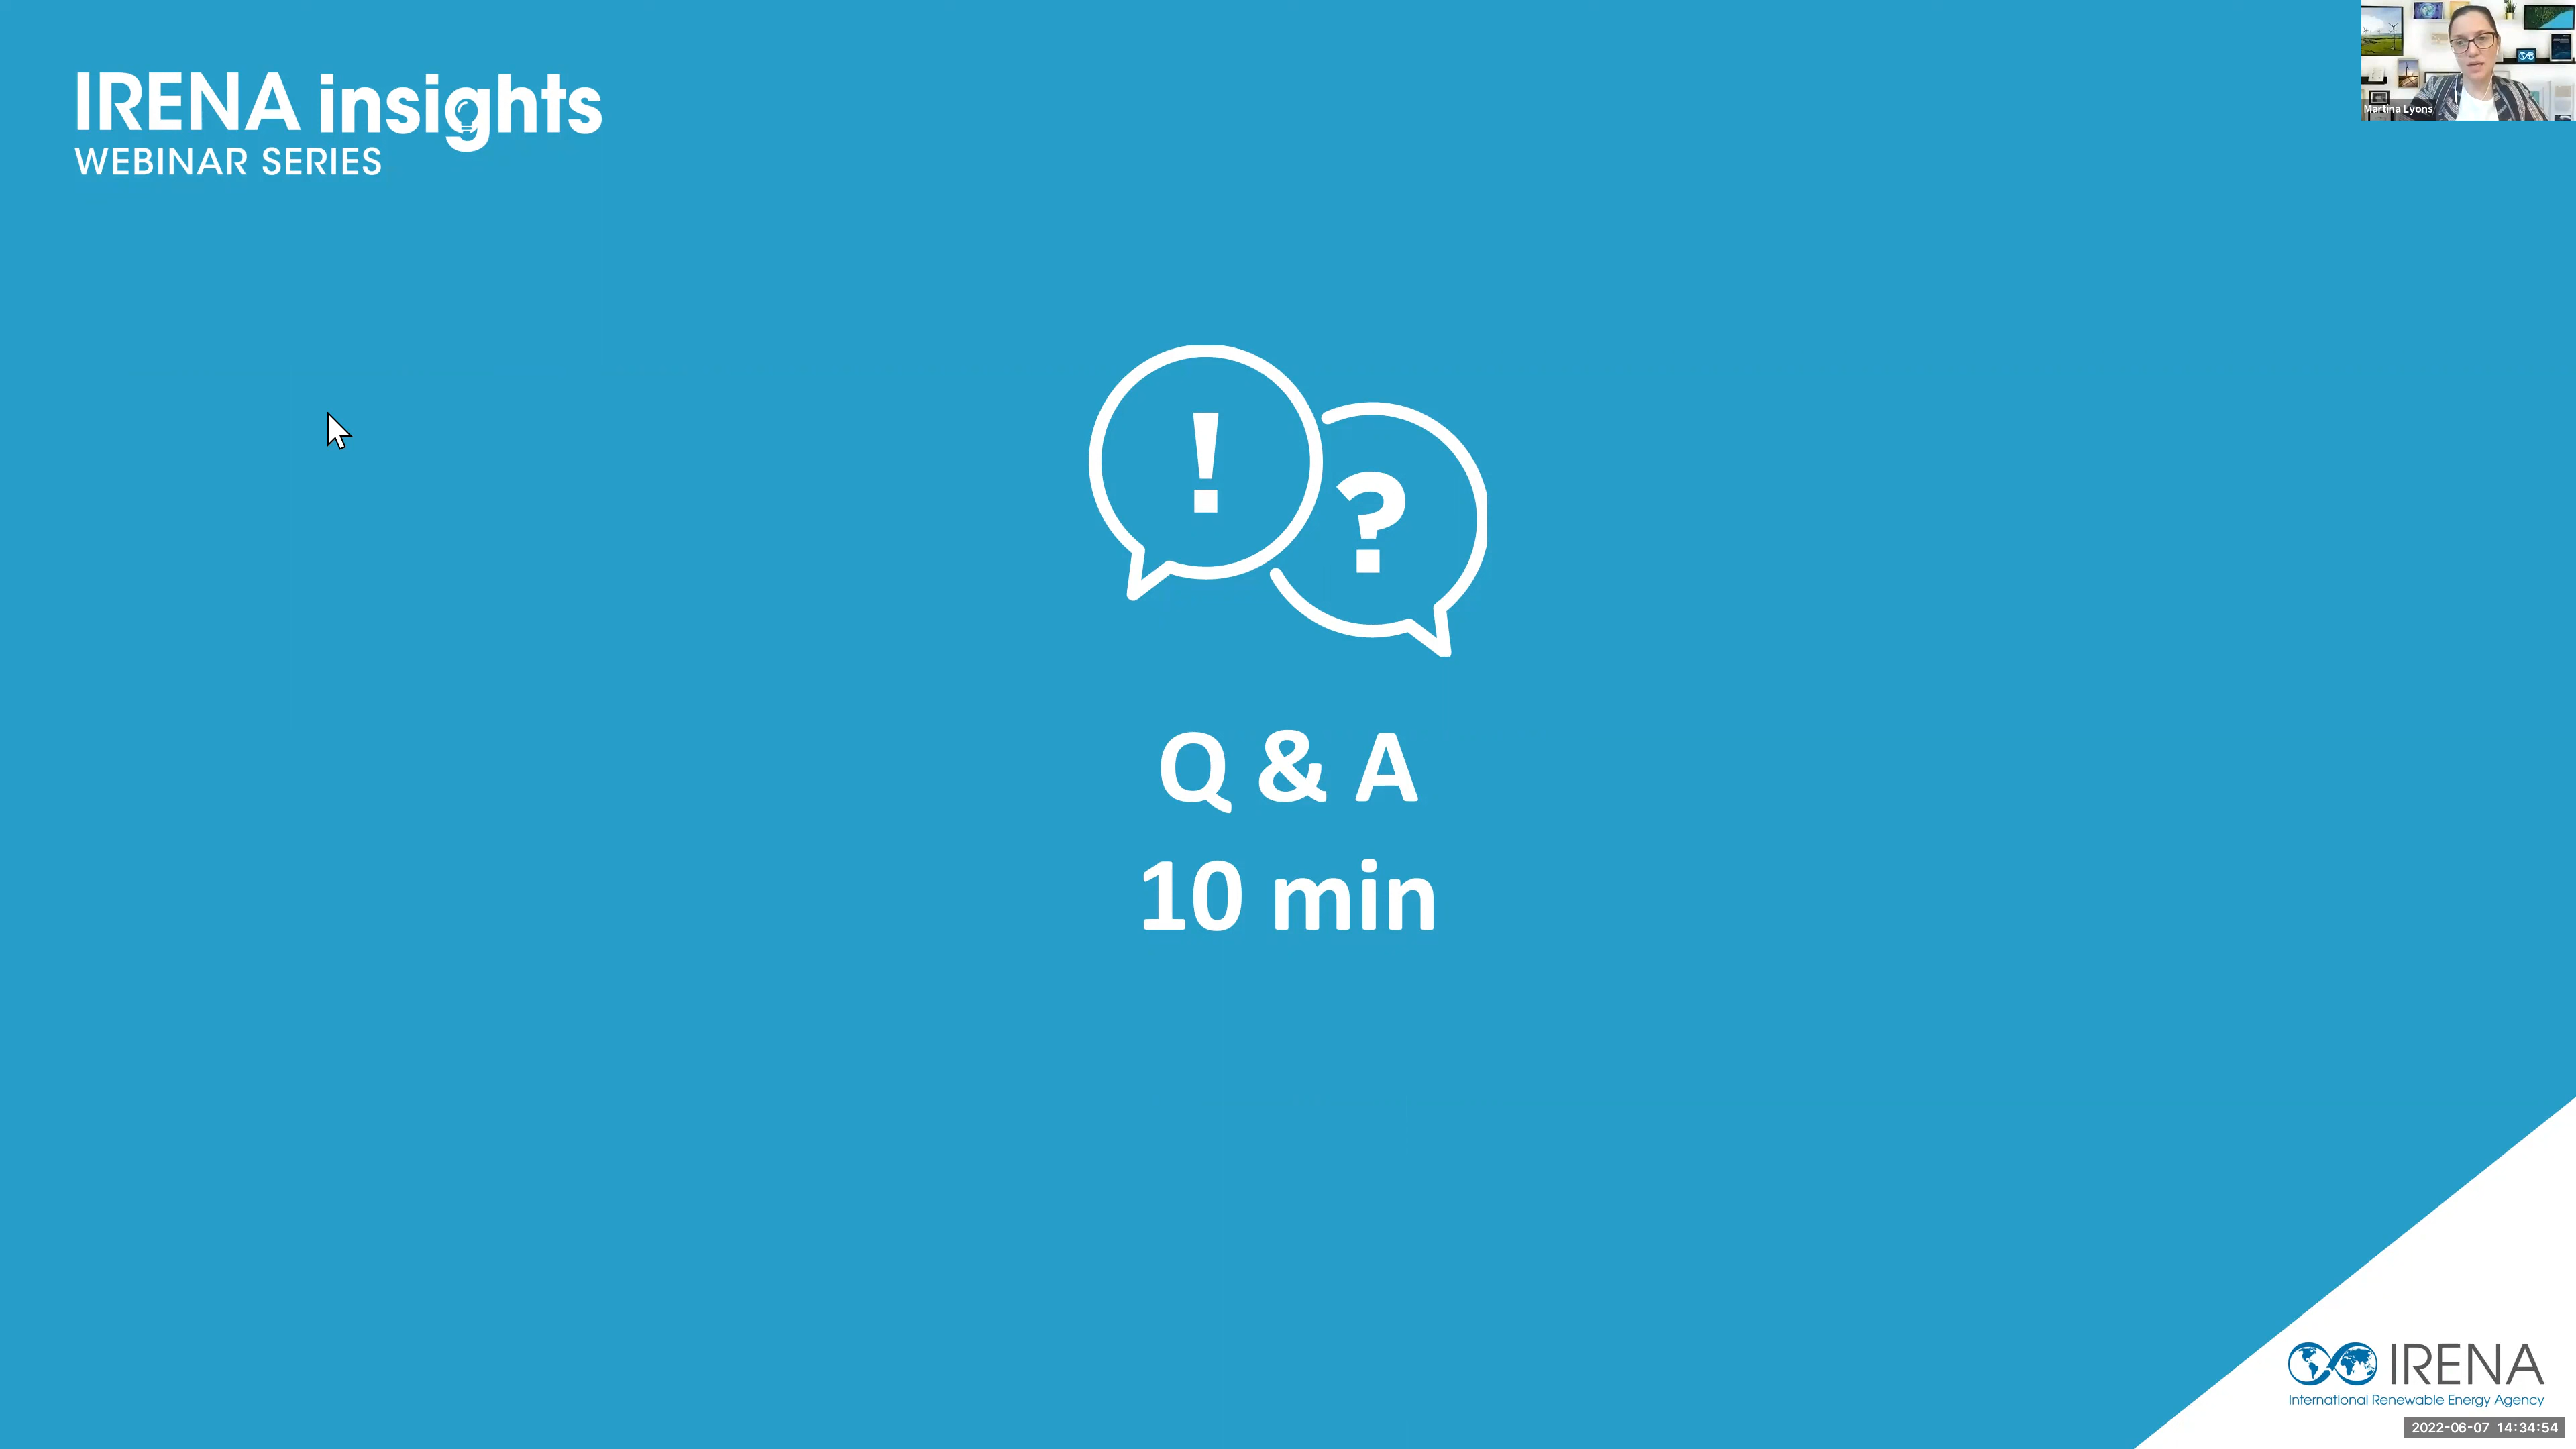 IRENA insights
WEBINAR SERIES
Martina Lyons
!
?
Q & A
10 min
IRENA
International Renewable Energy Agency
2022-06-07 14:34:54